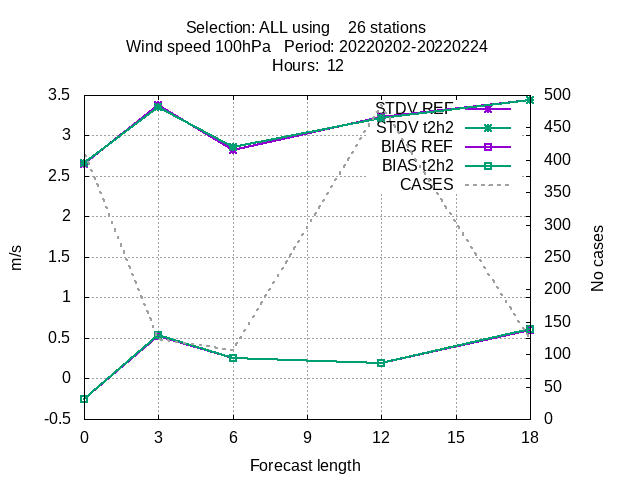 Selection: ALL using 26 stations
Wind speed 100hPa Period: 20220202-20220224
Hours: 12
STDV REF
STDV t2h2
BIAS REF
BIAS t2h2
CASES
m/s
No cases
3.5
3
2.5
2
1.5
1
0.5
0
-0.5
500
450
400
350
300
250
200
150
100
50
0
0 3 6 9 12 15 18
Forecast length